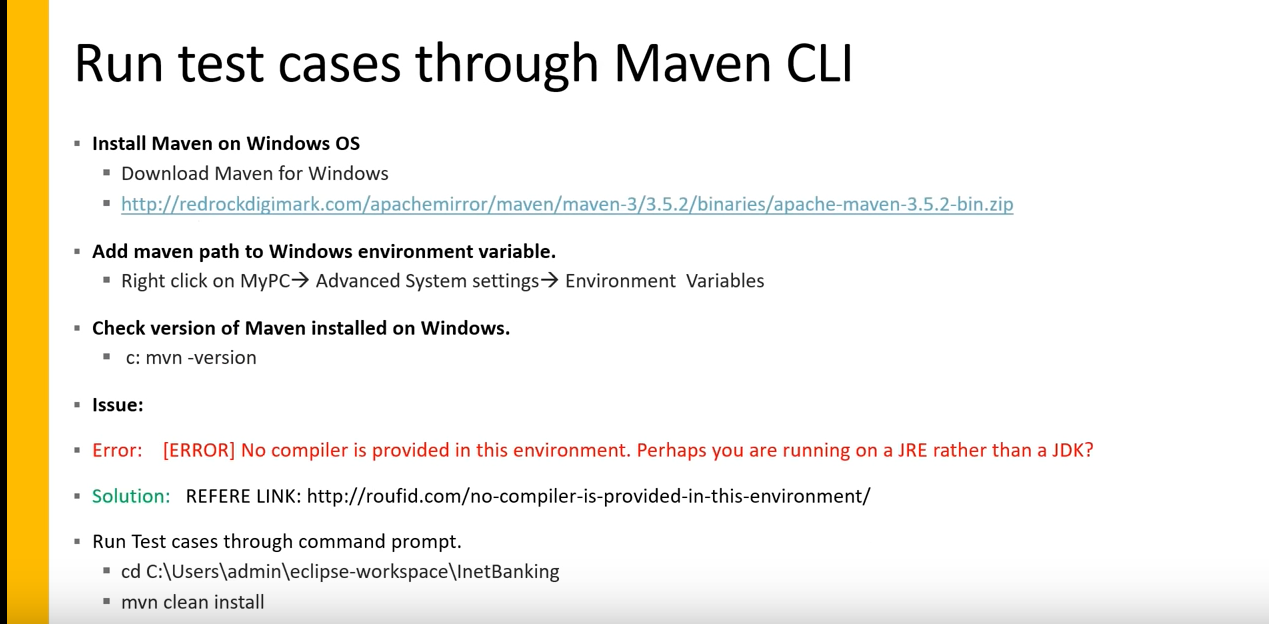 Run test cases through Maven CLI
Install Maven on Windows OS
Download Maven for Windows
http://redrockdigimark.com/apachemirror/maven/maven-3/3.5.2/binaries/apache-maven-3.5.2-bin.zip
Add maven path to Windows environment variable.
Right click on MyPC→ Advanced System settings→ Environment Variables
Check version of Maven installed on Windows.
c: mvn -version
Issue:
Error: [ERROR] No compiler is provided in this environment. Perhaps you are running on a JRE rather than a JDK?
Solution: REFERE LINK: http://roufid.com/no-compiler-is-provided-in-this-environment/
Run Test cases through command prompt.
cd C:\Users\admin\eclipse-workspace\InetBanking
mvn clean install